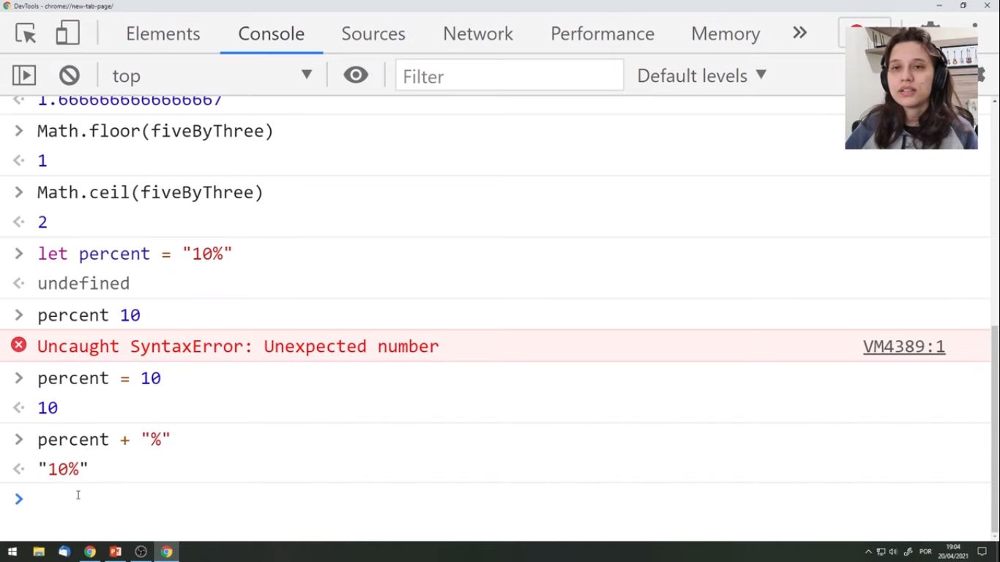 DevTools - chrome://new-tab-page/
Elements Console Sources Network Performance Memory
top Filter Default levels
1.6666666666666667
Math.floor(fiveByThree)
1
Math.ceil(fiveByThree)
2
let percent = "10%"
undefined
percent 10
Uncaught SyntaxError: Unexpected number VM4389:1
percent = 10
10
percent + "%"
"10%"
POR 19:04
20/04/2021